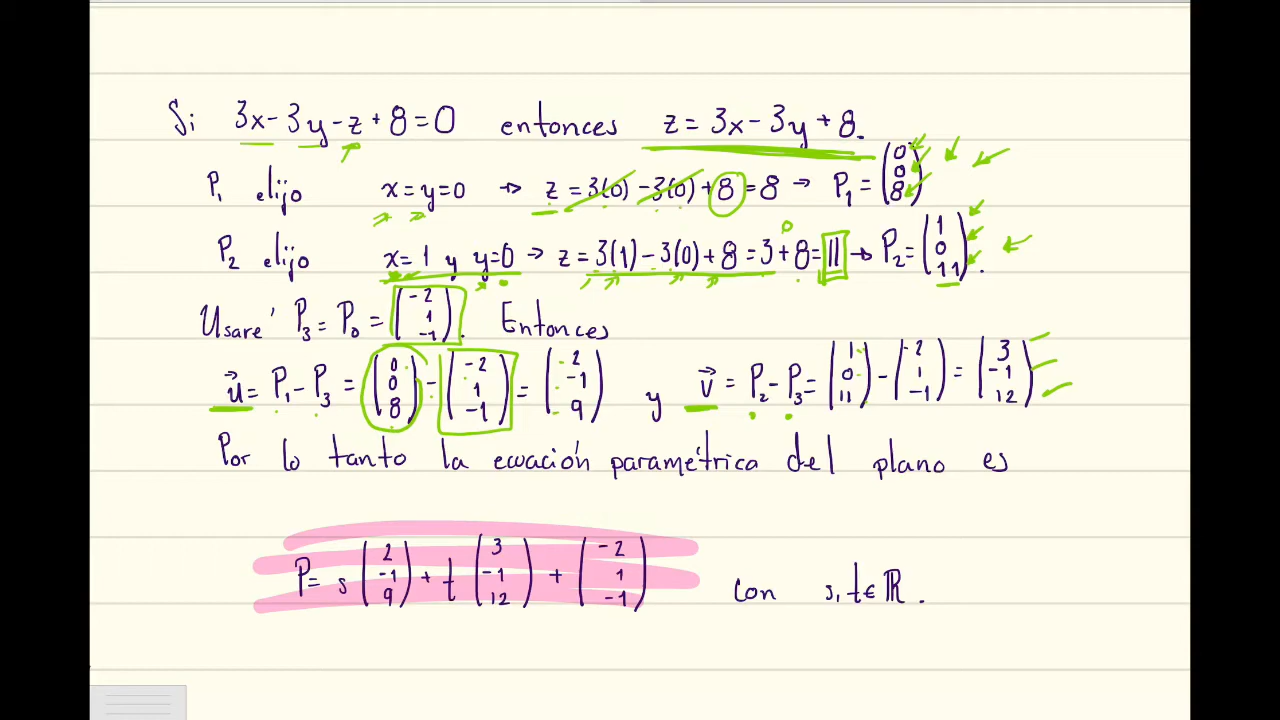 Si 3x - 3y - z + 8 = 0 entonces z = 3x - 3y + 8.
P₁ elijo x = y = 0 → z = 3(0) - 3(0) + 8 = 8 → P₁ = (0 0 8)
P₂ elijo x = 1 y y = 0 → z = 3(1) - 3(0) + 8 = 3 + 8 = 11 → P₂ = (1 0 11).
0
Usaré P₃ = P₀ = (-2 1 -1). Entonces
u⃗ = P₁ - P₃ = (0 0 8) - (-2 1 -1) = (2 -1 9) y v⃗ = P₂ - P₃ = (1 0 11) - (-2 1 -1) = (3 -1 12)
Por lo tanto la ecuación paramétrica del plano es
P = s (2 -1 9) + t (3 -1 12) + (-2 1 -1) con s, t ∈ ℝ.